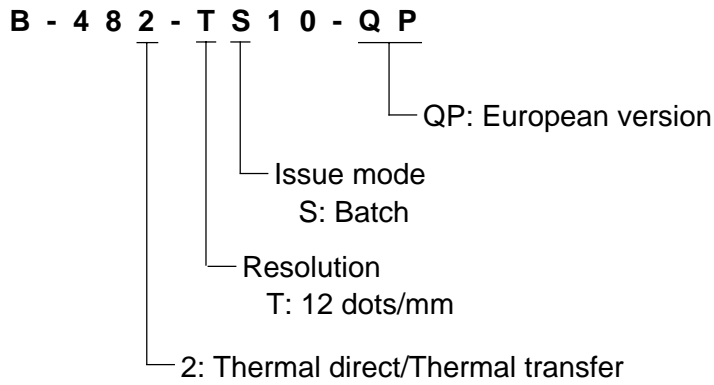 B - 4 8 2 - T S 1 0 - Q P
QP: European version
Issue mode
S: Batch
Resolution
T: 12 dots/mm
2: Thermal direct/Thermal transfer